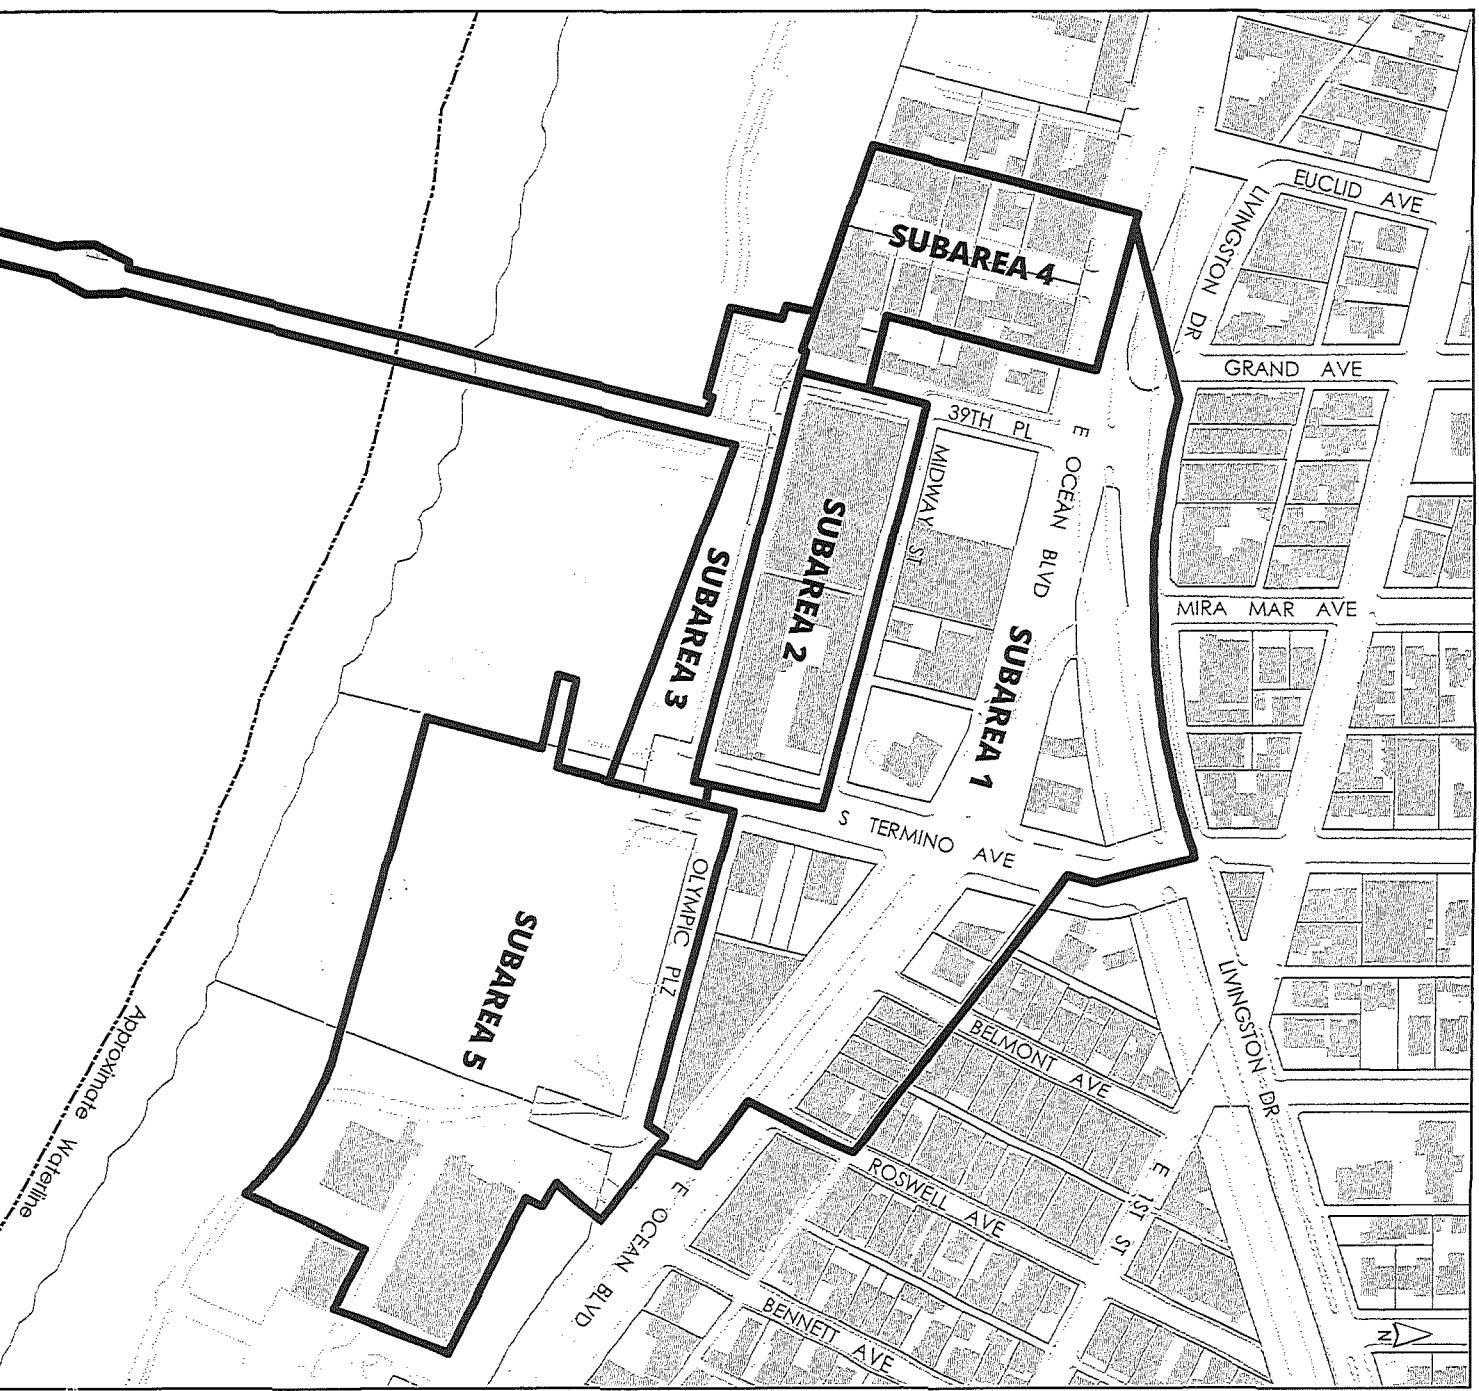 EUCLID AVE
LIVINGSTON DR
SUBAREA 4
GRAND AVE
39TH PL
E OCEAN BLVD
MIDWAY ST
SUBAREA 2
SUBAREA 3
SUBAREA 1
MIRA MAR AVE
S TERMINO AVE
OLYMPIC PLZ
SUBAREA 5
LIVINGSTON DR
BELMONT AVE
Approximate Waterline
E 1ST ST
ROSWELL AVE
E OCEAN BLVD
BENNETT AVE
N